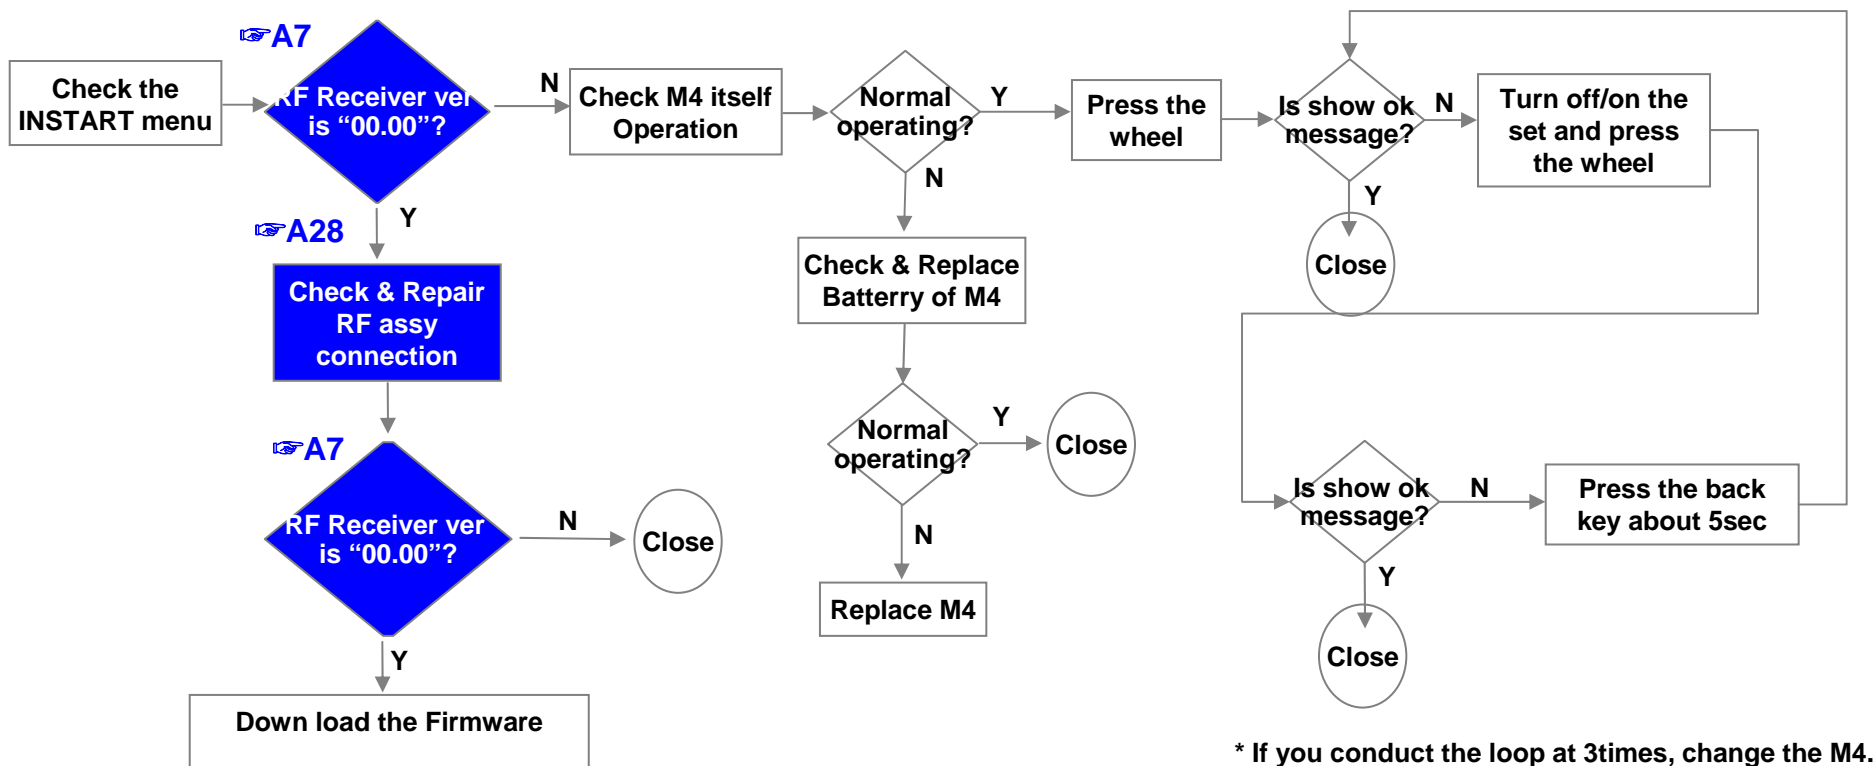 ☞A7
Check the
INSTART menu
RF Receiver ver
is “00.00”?
N
Check M4 itself
Operation
Normal
operating?
Y
Press the
wheel
Is show ok
message?
N
Turn off/on the
set and press
the wheel
Y
☞A28
Check & Repair
RF assy
connection
N
Check & Replace
Batterry of M4
Y
Close
☞A7
RF Receiver ver
is “00.00”?
N
Close
Y
Down load the Firmware
Normal
operating?
Y
Close
N
Replace M4
Is show ok
message?
N
Press the back
key about 5sec
Y
Close
* If you conduct the loop at 3times, change the M4.